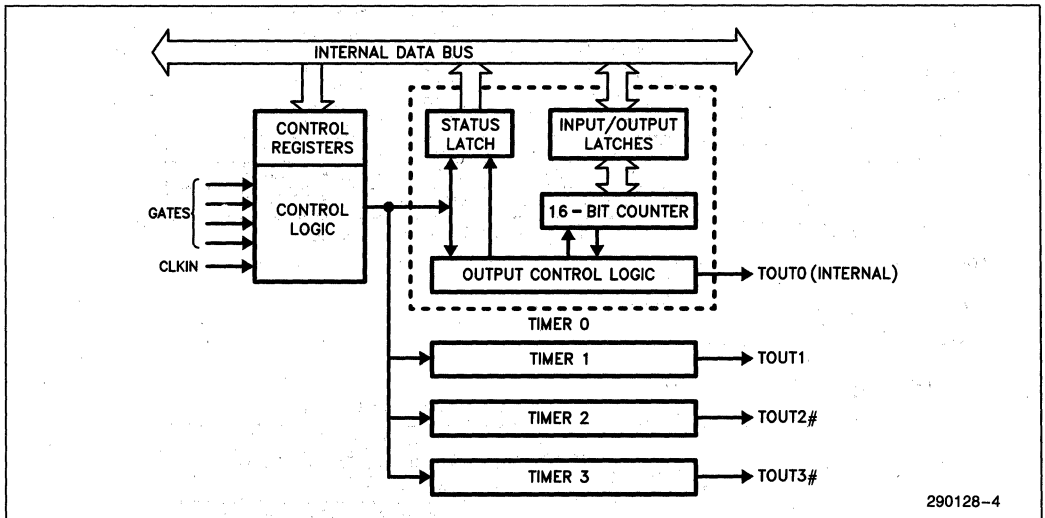 INTERNAL DATA BUS
CONTROL
REGISTERS
STATUS
LATCH
INPUT/OUTPUT
LATCHES
GATES
CONTROL
LOGIC
16-BIT COUNTER
CLKIN
OUTPUT CONTROL LOGIC
TOUT0 (INTERNAL)
TIMER 0
TIMER 1
TOUT1
TIMER 2
TOUT2#
TIMER 3
TOUT3#
290128-4